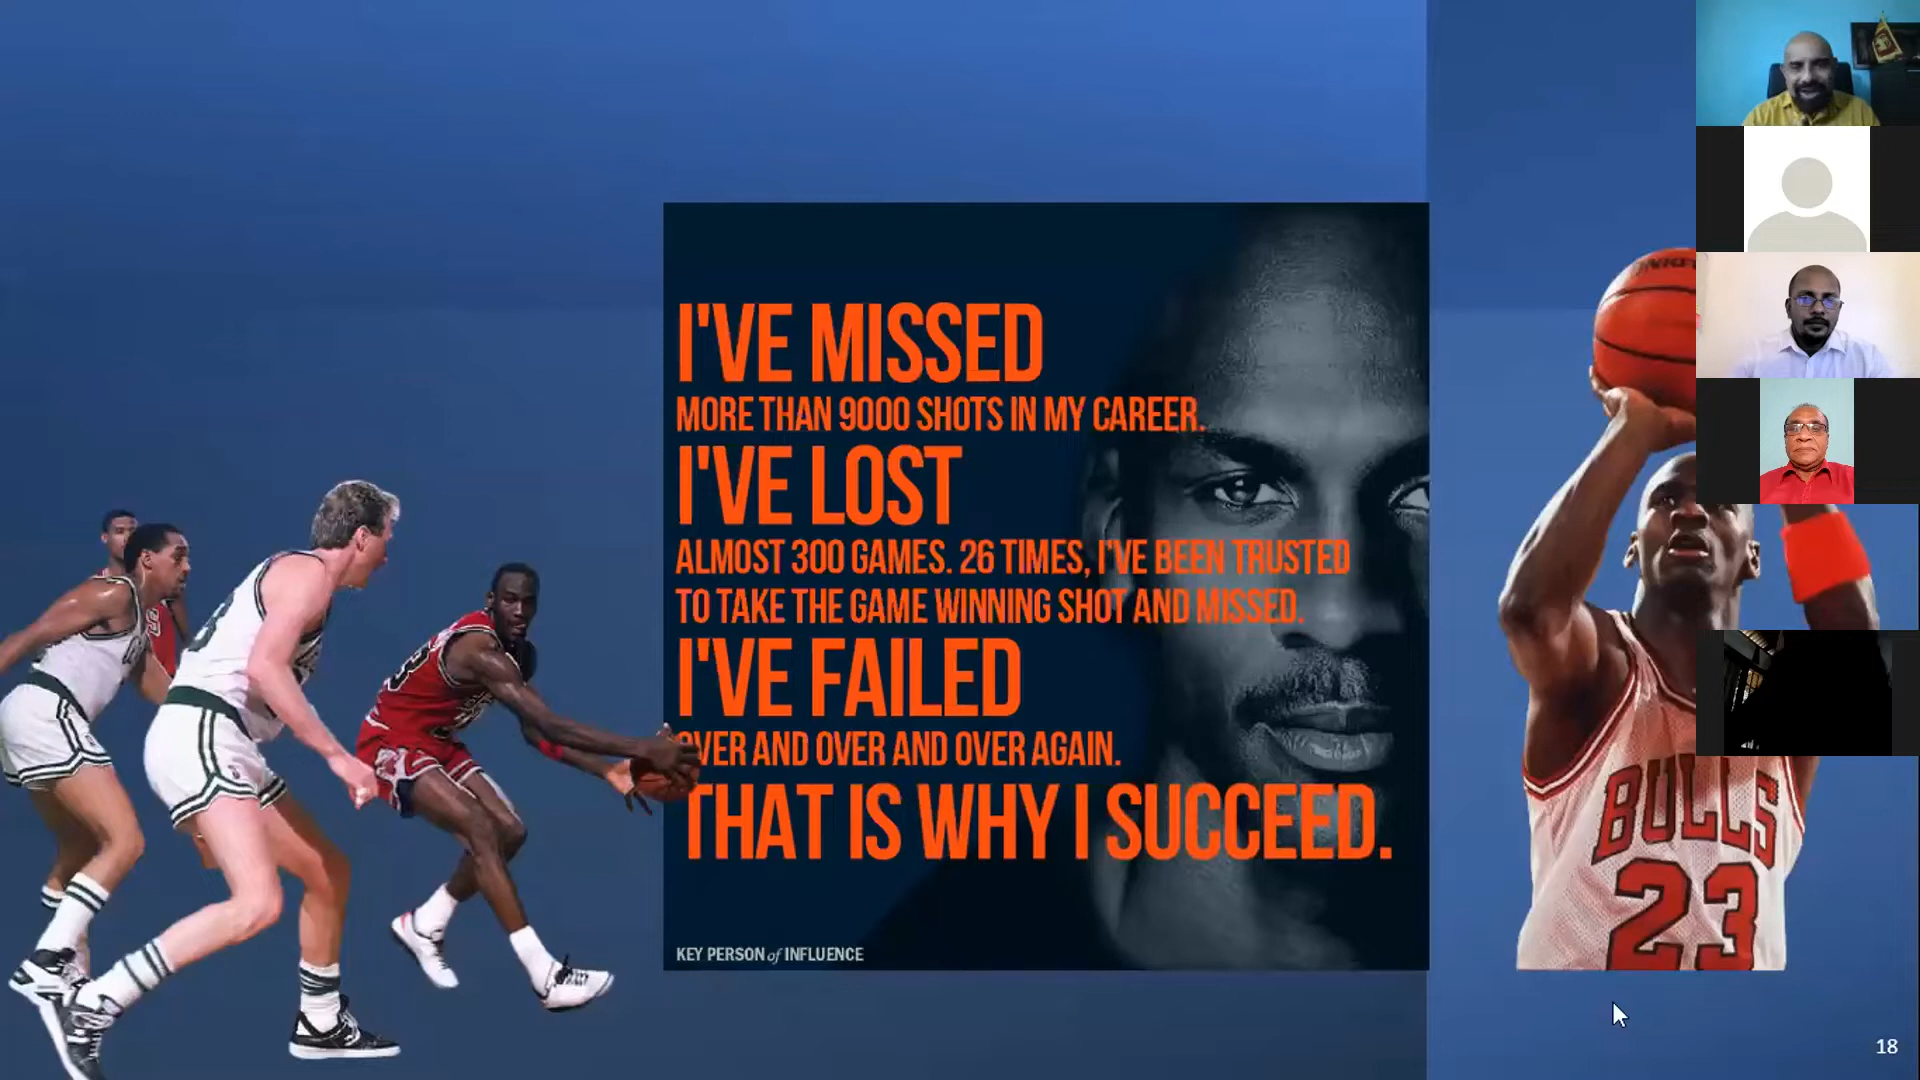 I'VE MISSED
MORE THAN 9000 SHOTS IN MY CAREER.
I'VE LOST
ALMOST 300 GAMES. 26 TIMES, I'VE BEEN TRUSTED
TO TAKE THE GAME WINNING SHOT AND MISSED.
I'VE FAILED
OVER AND OVER AND OVER AGAIN.
THAT IS WHY I SUCCEED.
KEY PERSON of INFLUENCE
BULLS
23
18